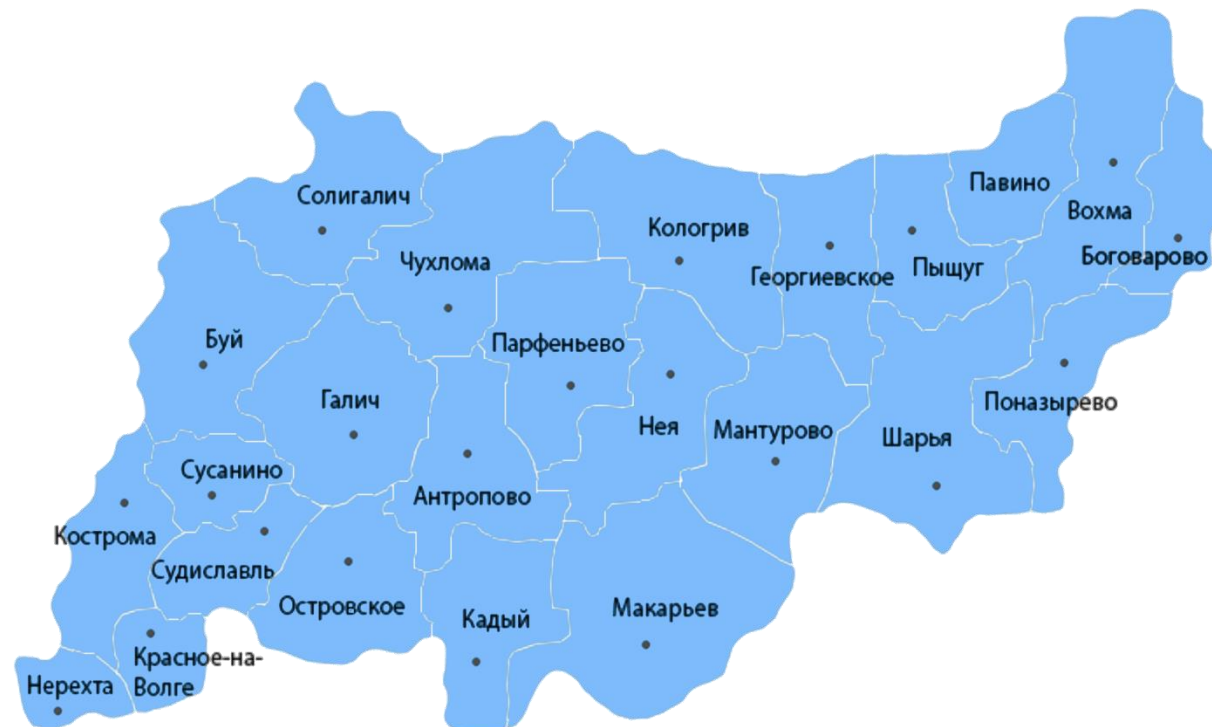 Павино
Солигалич
Вохма
Кологрив
Боговарово
Чухлома
Пыщуг
Георгиевское
Буй
Парфеньево
Галич
Поназырево
Нея
Мантурово
Шарья
Сусанино
Антропово
Кострома
Судиславль
Островское
Макарьев
Кадый
Красное-на-
Волге
Нерехта